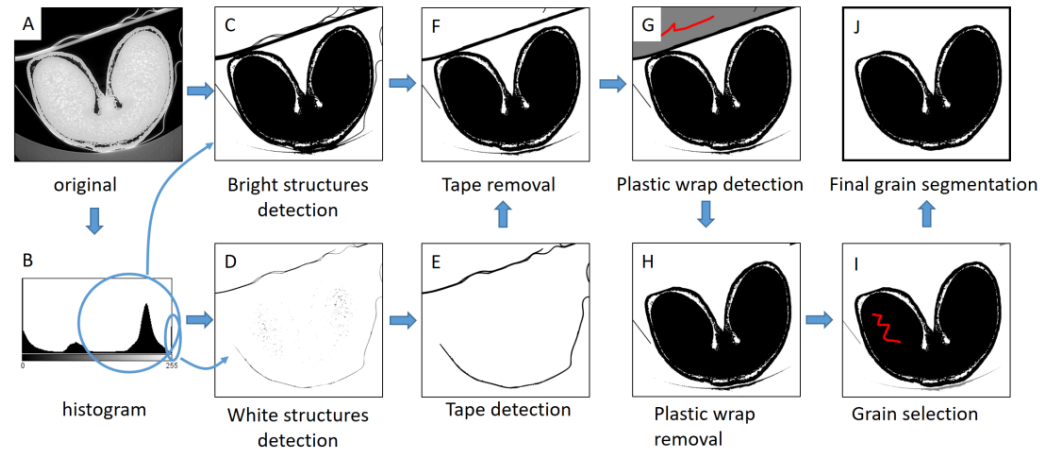 A
C
F
G
J
original
Bright structures
detection
Tape removal
Plastic wrap detection
Final grain segmentation
B
D
E
H
I
0
255
histogram
White structures
detection
Tape detection
Plastic wrap
removal
Grain selection